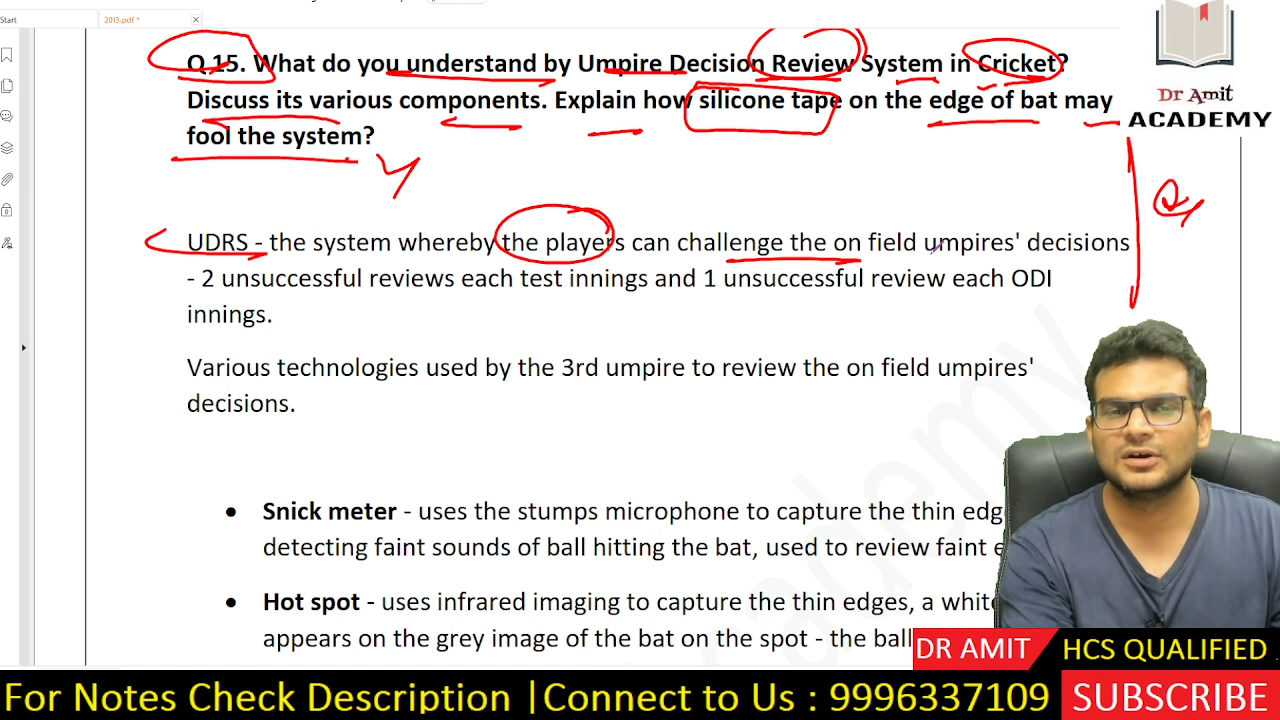 Start
2013.pdf *
Q.15. What do you understand by Umpire Decision Review System in Cricket?
Discuss its various components. Explain how silicone tape on the edge of bat may
fool the system?
Dr Amit
ACADEMY
UDRS - the system whereby the players can challenge the on field umpires' decisions
- 2 unsuccessful reviews each test innings and 1 unsuccessful review each ODI
innings.
Various technologies used by the 3rd umpire to review the on field umpires'
decisions.
• Snick meter - uses the stumps microphone to capture the thin
detecting faint sounds of ball hitting the bat, used to review faint
• Hot spot - uses infrared imaging to capture the thin edges, a
appears on the grey image of the bat on the spot - the
DR AMIT HCS QUALIFIED
For Notes Check Description | Connect to Us : 9996337109 SUBSCRIBE